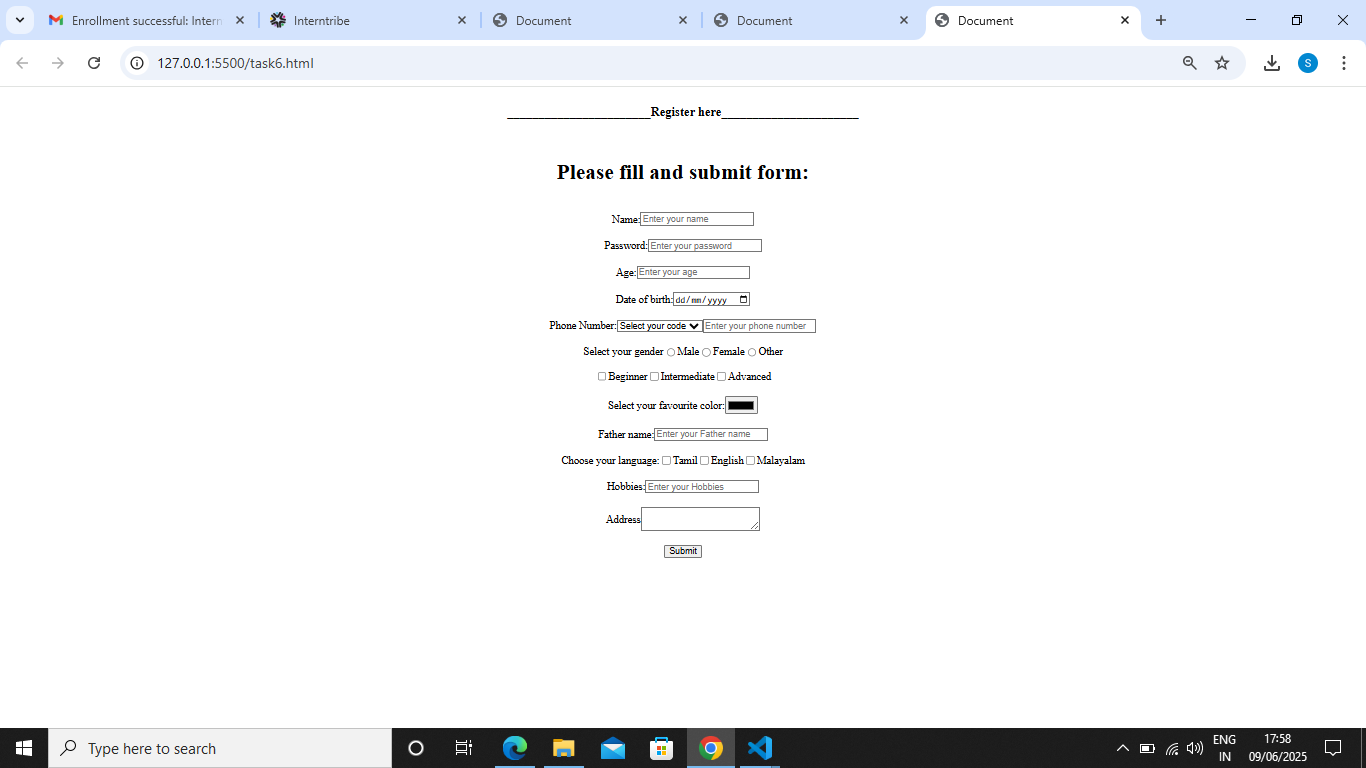 Enrollment successful: Intern
Interntribe
Document
Document
Document
127.0.0.1:5500/task6.html
S
_______________________Register here______________________
Please fill and submit form:
Name:Enter your name
Password:Enter your password
Age:Enter your age
Date of birth:dd/mm/yyyy
Phone Number:Select your code Enter your phone number
Select your gender Male Female Other
Beginner Intermediate Advanced
Select your favourite color:
Father name:Enter your Father name
Choose your language: Tamil English Malayalam
Hobbies:Enter your Hobbies
Address
Submit
Type here to search
ENG
IN
17:58
09/06/2025